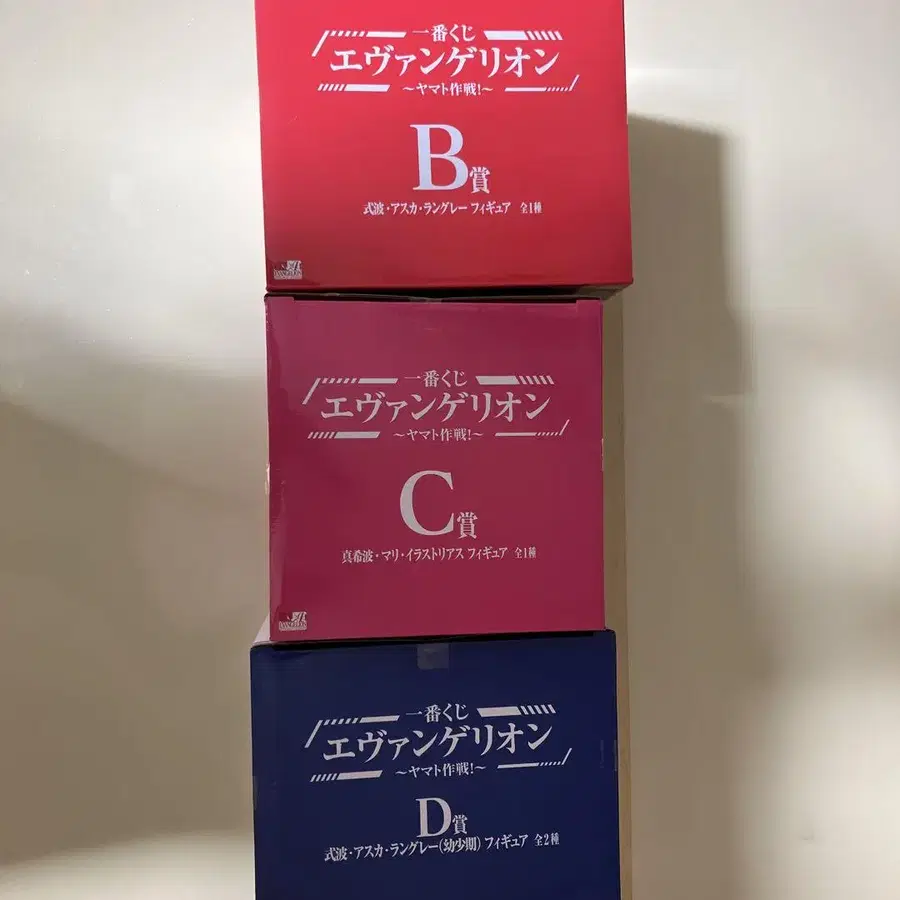 一番くじ
エヴァンゲリオン
〜ヤマト作戦!〜
B賞
式波・アスカ・ラングレー フィギュア 全1種
一番くじ
エヴァンゲリオン
〜ヤマト作戦!〜
C賞
真希波・マリ・イラストリアス フィギュア 全1種
一番くじ
エヴァンゲリオン
〜ヤマト作戦!〜
D賞
式波・アスカ・ラングレー(幼少期) フィギュア 全2種